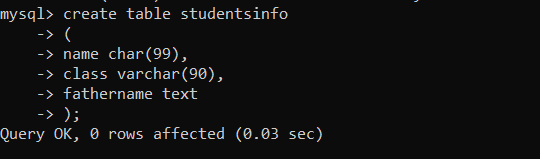 mysql> create table studentsinfo
-> (
-> name char(99),
-> class varchar(90),
-> fathername text
-> );
Query OK, 0 rows affected (0.03 sec)